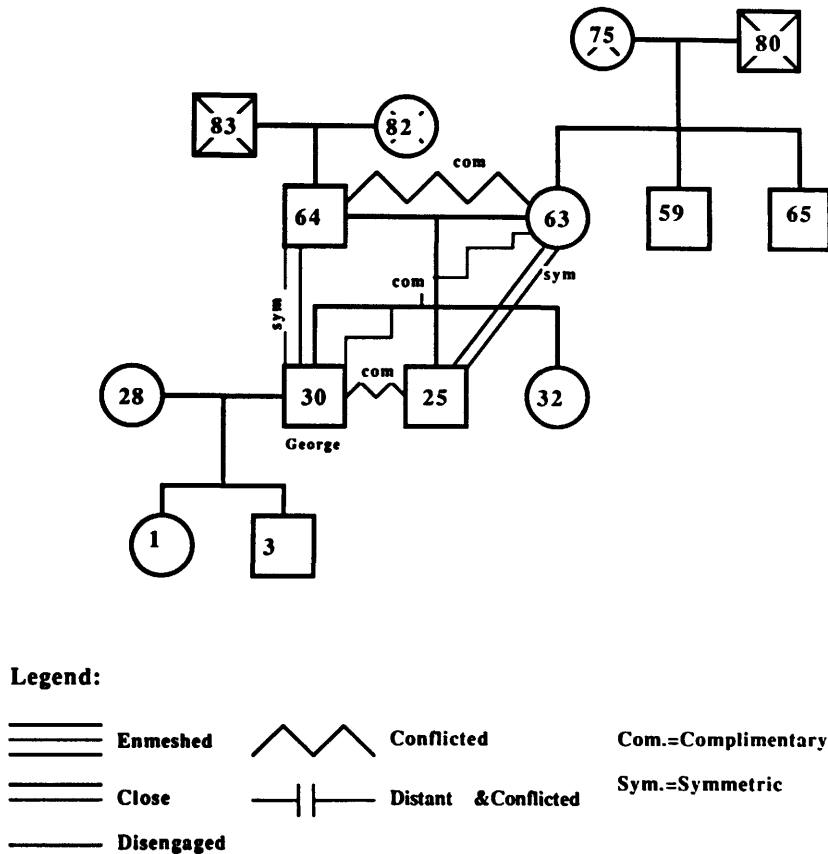 75 80
83 82
com
64 63 59 65
com sym
sym
com
28 30 25 32
George
1 3
Legend:
Enmeshed Conflicted Com.=Complimentary
Close Distant &Conflicted Sym.=Symmetric
Disengaged